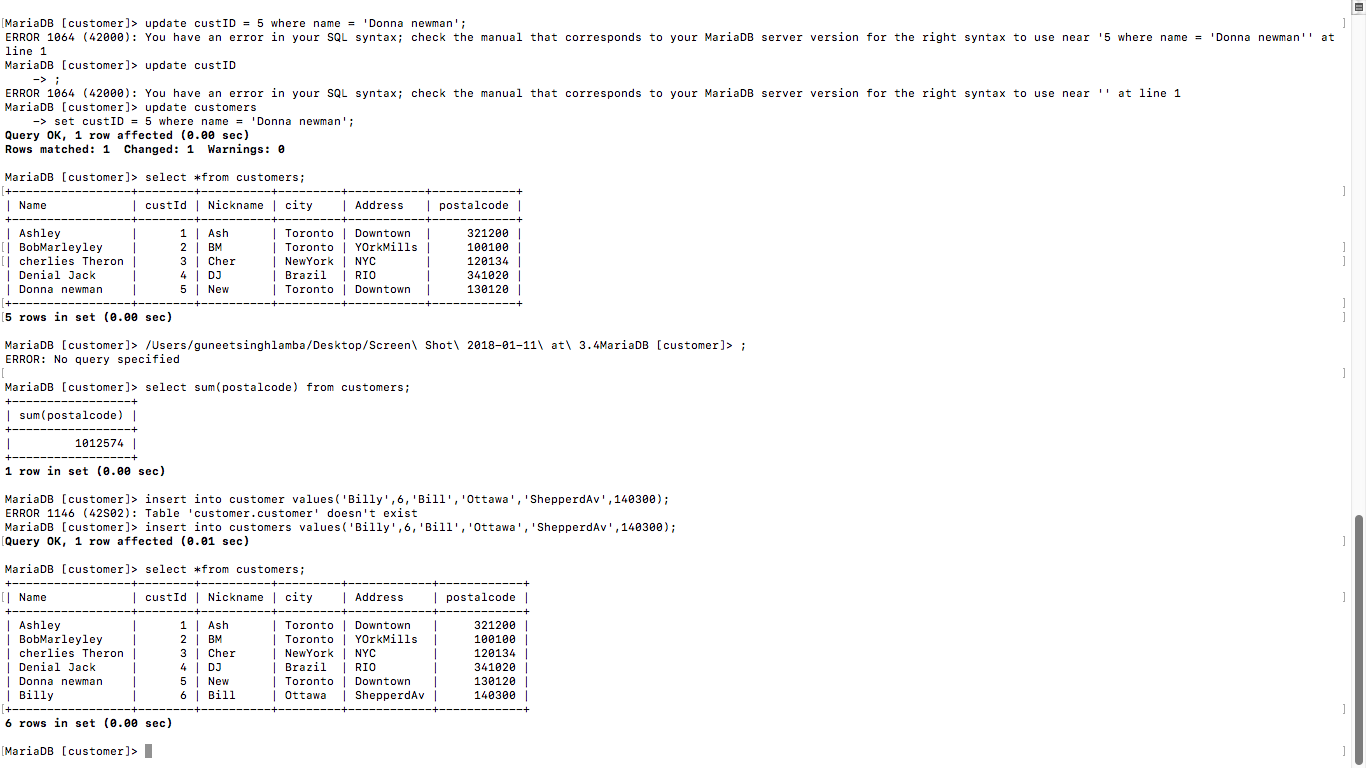 [MariaDB [customer]> update custID = 5 where name = 'Donna newman'; ]
ERROR 1064 (42000): You have an error in your SQL syntax; check the manual that corresponds to your MariaDB server version for the right syntax to use near '5 where name = 'Donna newman'' at
line 1
MariaDB [customer]> update custID
    -> ;
ERROR 1064 (42000): You have an error in your SQL syntax; check the manual that corresponds to your MariaDB server version for the right syntax to use near '' at line 1
MariaDB [customer]> update customers
    -> set custID = 5 where name = 'Donna newman';
Query OK, 1 row affected (0.00 sec)
Rows matched: 1  Changed: 1  Warnings: 0
MariaDB [customer]> select *from customers;
[+-----------------+--------+----------+---------+-----------+------------+ ]
| Name            | custId | Nickname | city    | Address   | postalcode |
+-----------------+--------+----------+---------+-----------+------------+
| Ashley          |      1 | Ash      | Toronto | Downtown  |     321200 |
[| BobMarleyley    |      2 | BM       | Toronto | YOrkMills |     100100 | ]
[| cherlies Theron |      3 | Cher     | NewYork | NYC       |     120134 | ]
| Denial Jack     |      4 | DJ       | Brazil  | RIO       |     341020 |
| Donna newman    |      5 | New      | Toronto | Downtown  |     130120 |
[+-----------------+--------+----------+---------+-----------+------------+ ]
[5 rows in set (0.00 sec) ]
MariaDB [customer]> /Users/guneetsinghlamba/Desktop/Screen\ Shot\ 2018-01-11\ at\ 3.4MariaDB [customer]> ;
ERROR: No query specified
[ ]
MariaDB [customer]> select sum(postalcode) from customers;
+-----------------+
| sum(postalcode) |
+-----------------+
|         1012574 |
+-----------------+
1 row in set (0.00 sec)
MariaDB [customer]> insert into customer values('Billy',6,'Bill','Ottawa','ShepperdAv',140300);
ERROR 1146 (42S02): Table 'customer.customer' doesn't exist
MariaDB [customer]> insert into customers values('Billy',6,'Bill','Ottawa','ShepperdAv',140300);
[Query OK, 1 row affected (0.01 sec) ]
MariaDB [customer]> select *from customers;
+-----------------+--------+----------+---------+------------+------------+
[| Name            | custId | Nickname | city    | Address    | postalcode | ]
+-----------------+--------+----------+---------+------------+------------+
| Ashley          |      1 | Ash      | Toronto | Downtown   |     321200 |
| BobMarleyley    |      2 | BM       | Toronto | YOrkMills  |     100100 |
| cherlies Theron |      3 | Cher     | NewYork | NYC        |     120134 |
| Denial Jack     |      4 | DJ       | Brazil  | RIO        |     341020 |
| Donna newman    |      5 | New      | Toronto | Downtown   |     130120 |
| Billy           |      6 | Bill     | Ottawa  | ShepperdAv |     140300 |
[+-----------------+--------+----------+---------+------------+------------+ ]
6 rows in set (0.00 sec)
[MariaDB [customer]> ]